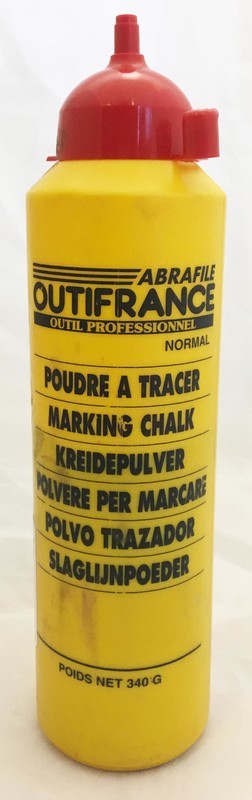 ABRAFILE
OUTIFRANCE
OUTIL PROFESSIONNEL
NORMAL
POUDRE A TRACER
MARKING CHALK
KREIDEPULVER
POLVERE PER MARCARE
POLVO TRAZADOR
SLAGLIJNPOEDER
POIDS NET 340 G